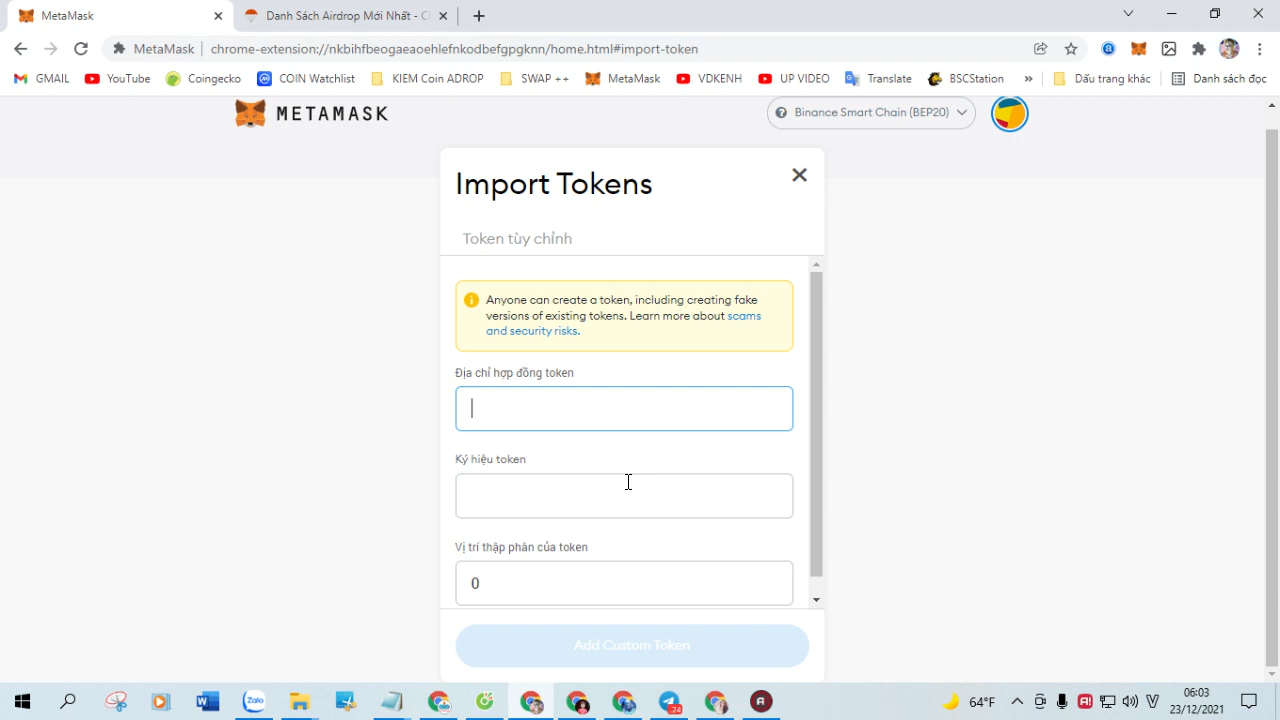 MetaMask
Danh Sách Airdrop Mới Nhất - C
MetaMask
chrome-extension://nkbihfbeogaeaoehlefnkodbefgpgknn/home.html#import-token
GMAIL
YouTube
Coingecko
COIN Watchlist
KIEM Coin ADROP
SWAP ++
MetaMask
VDKENH
UP VIDEO
Translate
BSCStation
»
Dấu trang khác
Danh sách đọc
METAMASK
Binance Smart Chain (BEP20)
Import Tokens
Token tùy chỉnh
Anyone can create a token, including creating fake
versions of existing tokens. Learn more about scams
and security risks.
Địa chỉ hợp đồng token
Ký hiệu token
Vị trí thập phân của token
0
Add Custom Token
Zalo
24
64°F
06:03
23/12/2021